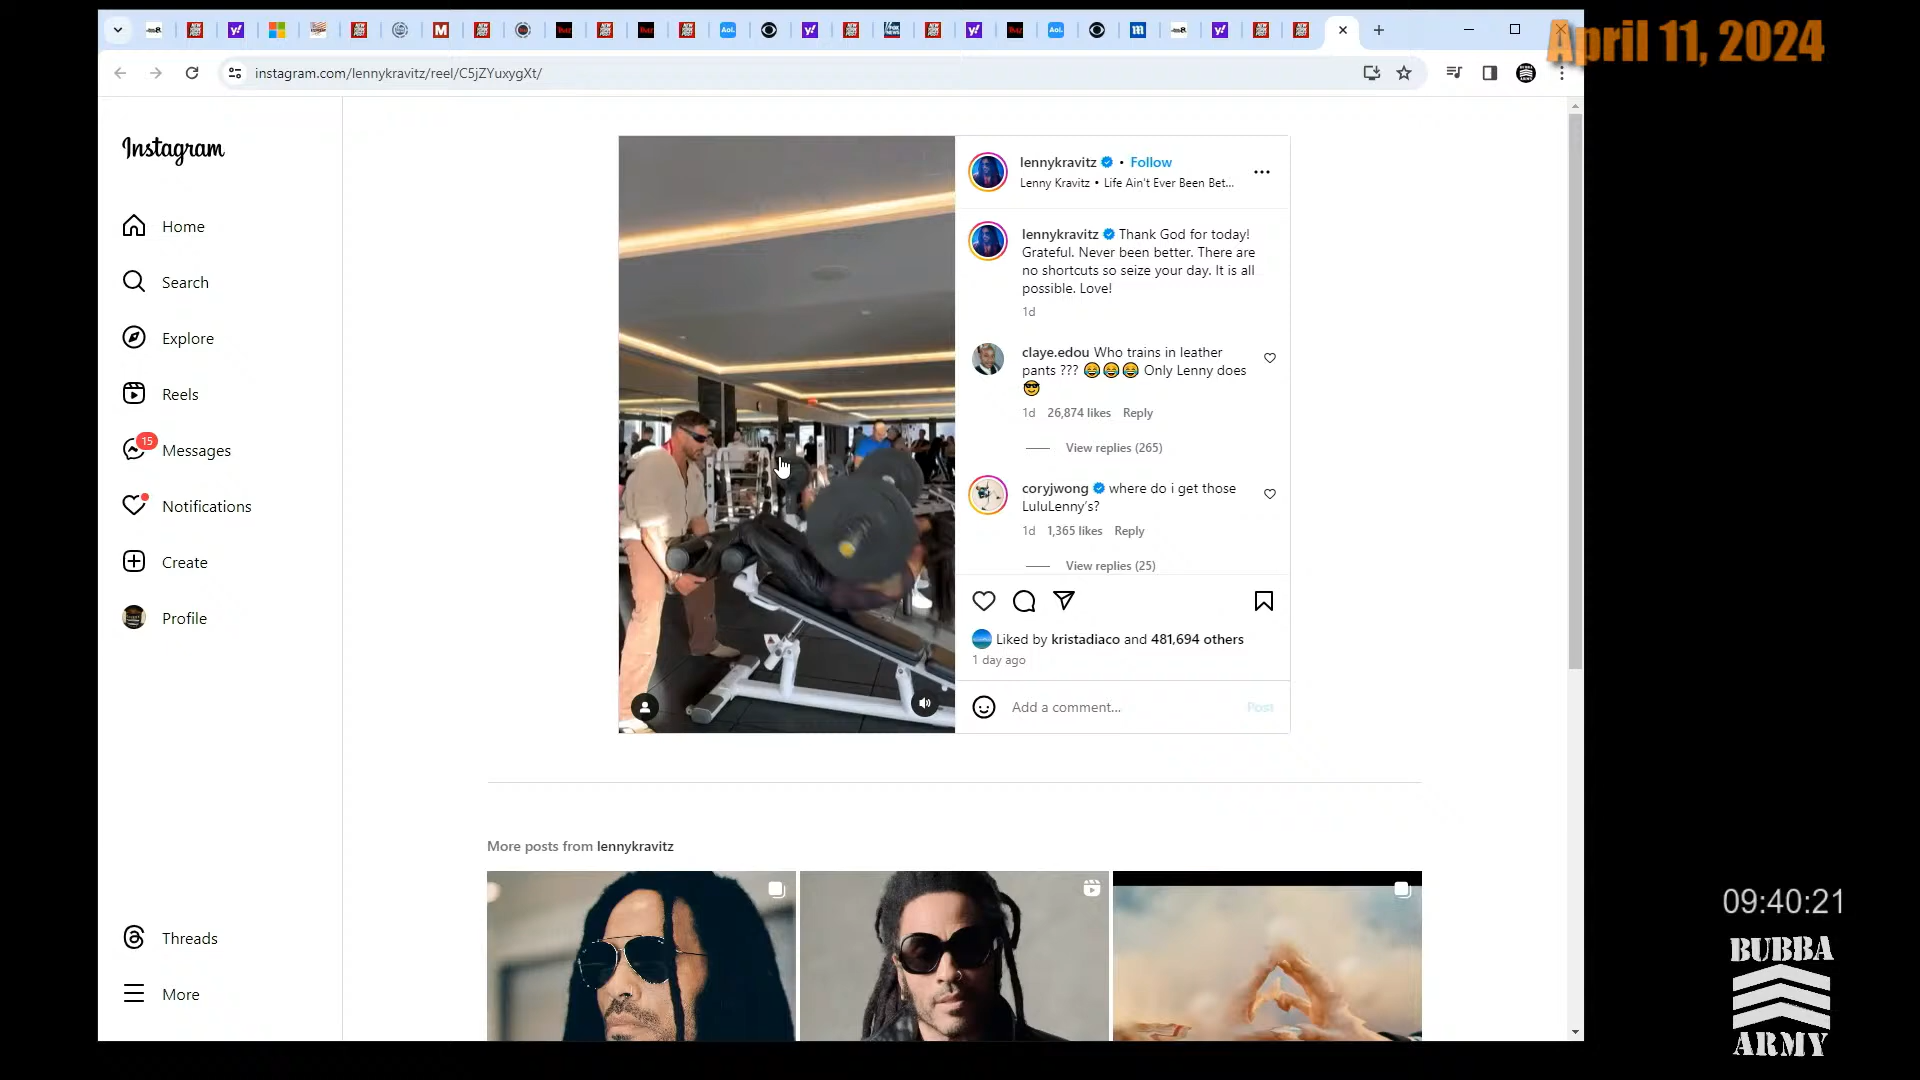 April 11, 2024
instagram.com/lennykravitz/reel/C5jZYuxygXt/
Instagram
Home
Search
Explore
Reels
15
Messages
Notifications
Create
Profile
Threads
More
lennykravitz • Follow
Lenny Kravitz • Life Ain't Ever Been Bet...
lennykravitz Thank God for today!
Grateful. Never been better. There are
no shortcuts so seize your day. It is all
possible. Love!
1d
claye.edou Who trains in leather
pants ??? 😂😂😂 Only Lenny does
😎
1d 26,874 likes Reply
View replies (265)
coryjwong where do i get those
LuluLenny's?
1d 1,365 likes Reply
View replies (25)
Liked by kristadiaco and 481,694 others
1 day ago
Add a comment...
Post
More posts from lennykravitz
09:40:21
BUBBA
ARMY